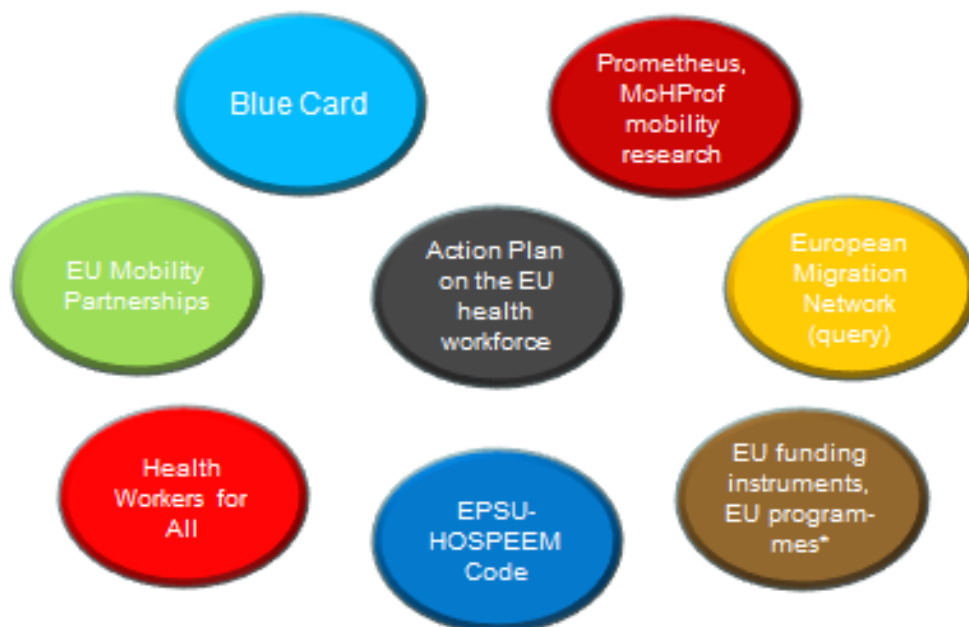 Blue Card
Prometheus,
MoHProf
mobility
research
EU Mobility
Partnerships
Action Plan
on the EU
health
workforce
European
Migration
Network
(query)
Health
Workers for
All
EPSU-
HOSPEEM
Code
EU funding
instruments,
EU program-
mes*